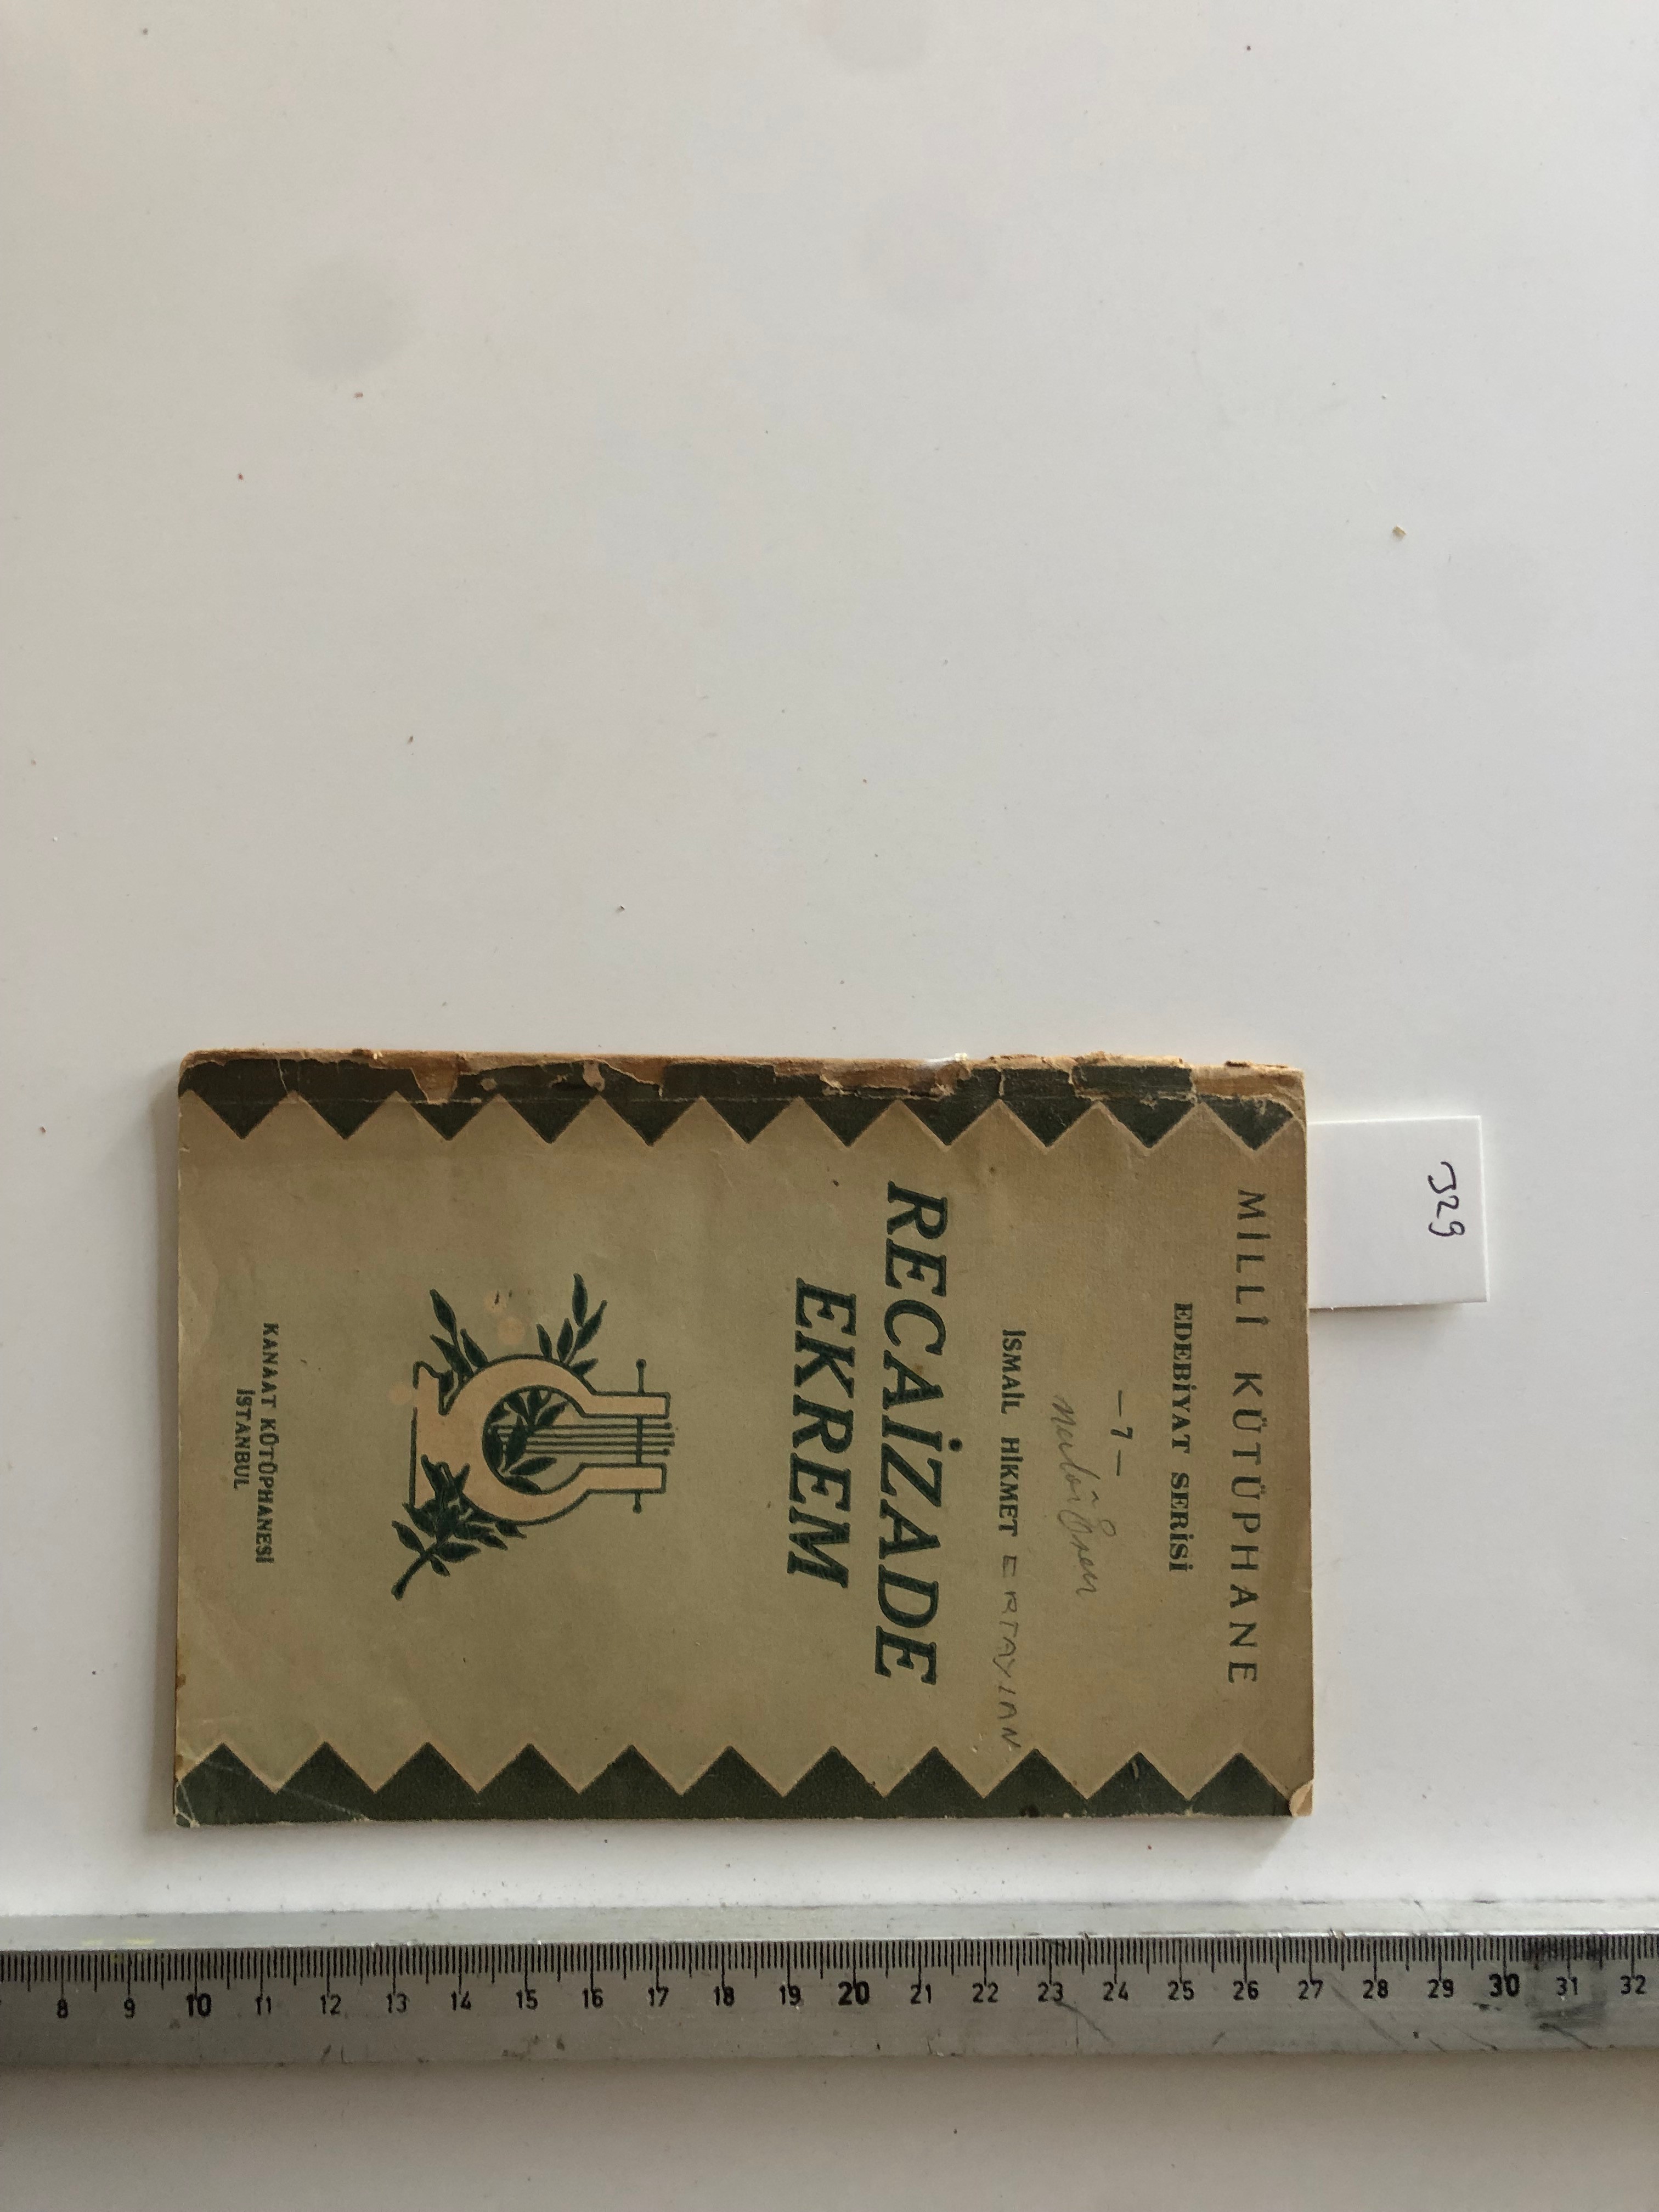 329
MİLLİ KÜTÜPHANE
EDEBİYAT SERİSİ
— 7 —
İSMAİL HİKMET ERTAYLAN
RECAİZADE
EKREM
KANAAT KÜTÜPHANESİ
İSTANBUL
8 9 10 11 12 13 14 15 16 17 18 19 20 21 22 23 24 25 26 27 28 29 30 31 32